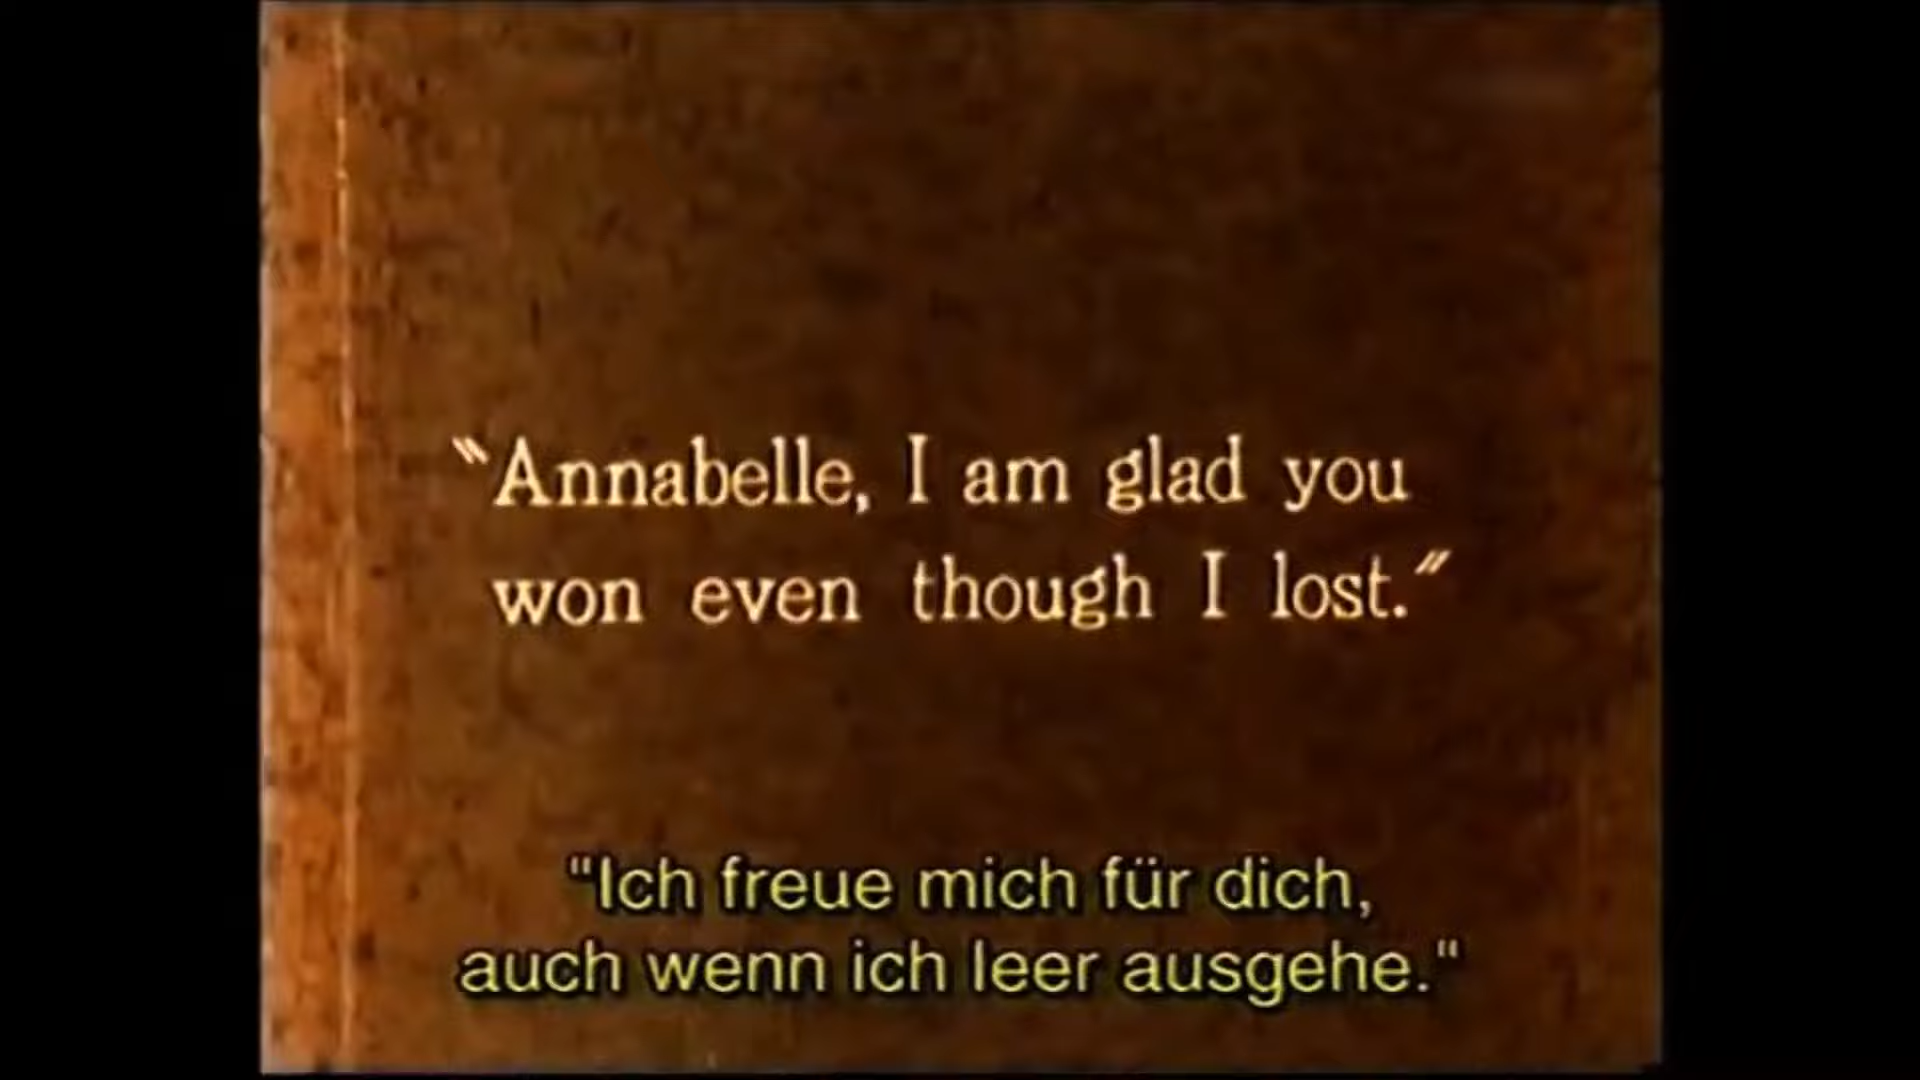 "Annabelle, I am glad you
won even though I lost."
"Ich freue mich für dich,
auch wenn ich leer ausgehe."